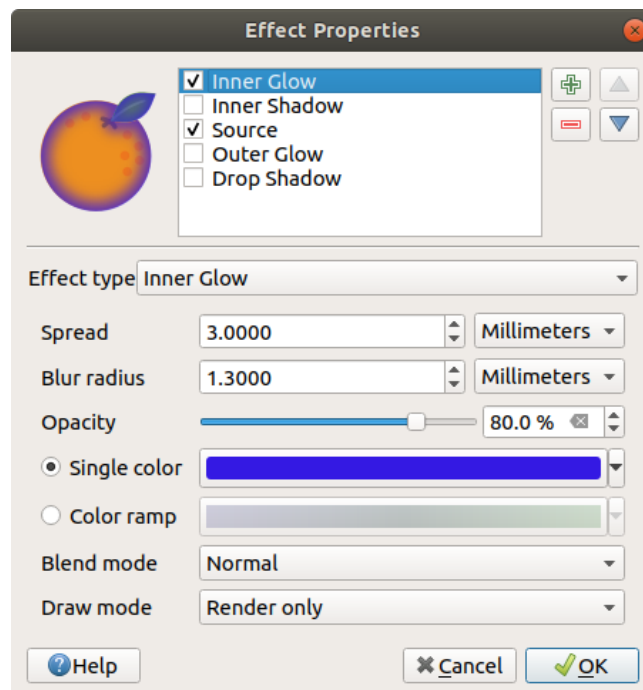 Effect Properties
Inner Glow
Inner Shadow
Source
Outer Glow
Drop Shadow
Effect type Inner Glow
Spread 3.0000 Millimeters
Blur radius 1.3000 Millimeters
Opacity 80.0 %
Single color
Color ramp
Blend mode Normal
Draw mode Render only
Help Cancel OK